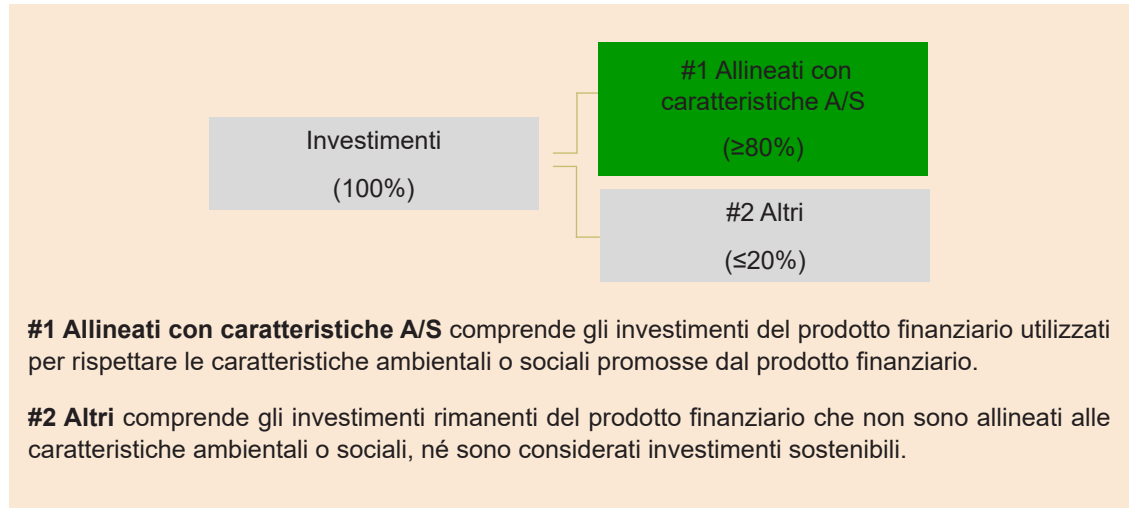 #1 Allineati con
caratteristiche A/S
(≥80%)
Investimenti
(100%)
#2 Altri
(≤20%)
#1 Allineati con caratteristiche A/S comprende gli investimenti del prodotto finanziario utilizzati
per rispettare le caratteristiche ambientali o sociali promosse dal prodotto finanziario.
#2 Altri comprende gli investimenti rimanenti del prodotto finanziario che non sono allineati alle
caratteristiche ambientali o sociali, né sono considerati investimenti sostenibili.